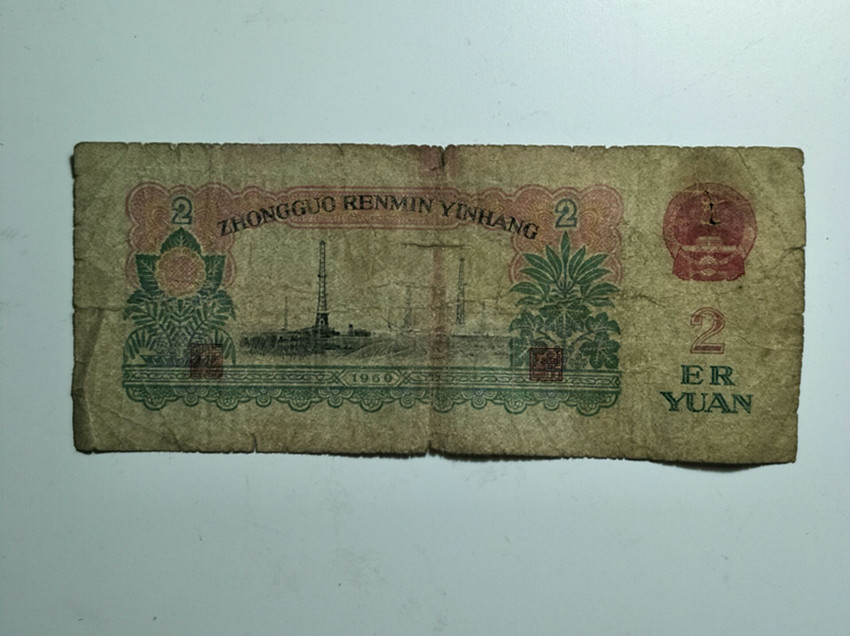 2
ZHONGGUO RENMIN YINHANG
2
1960
2
ER
YUAN